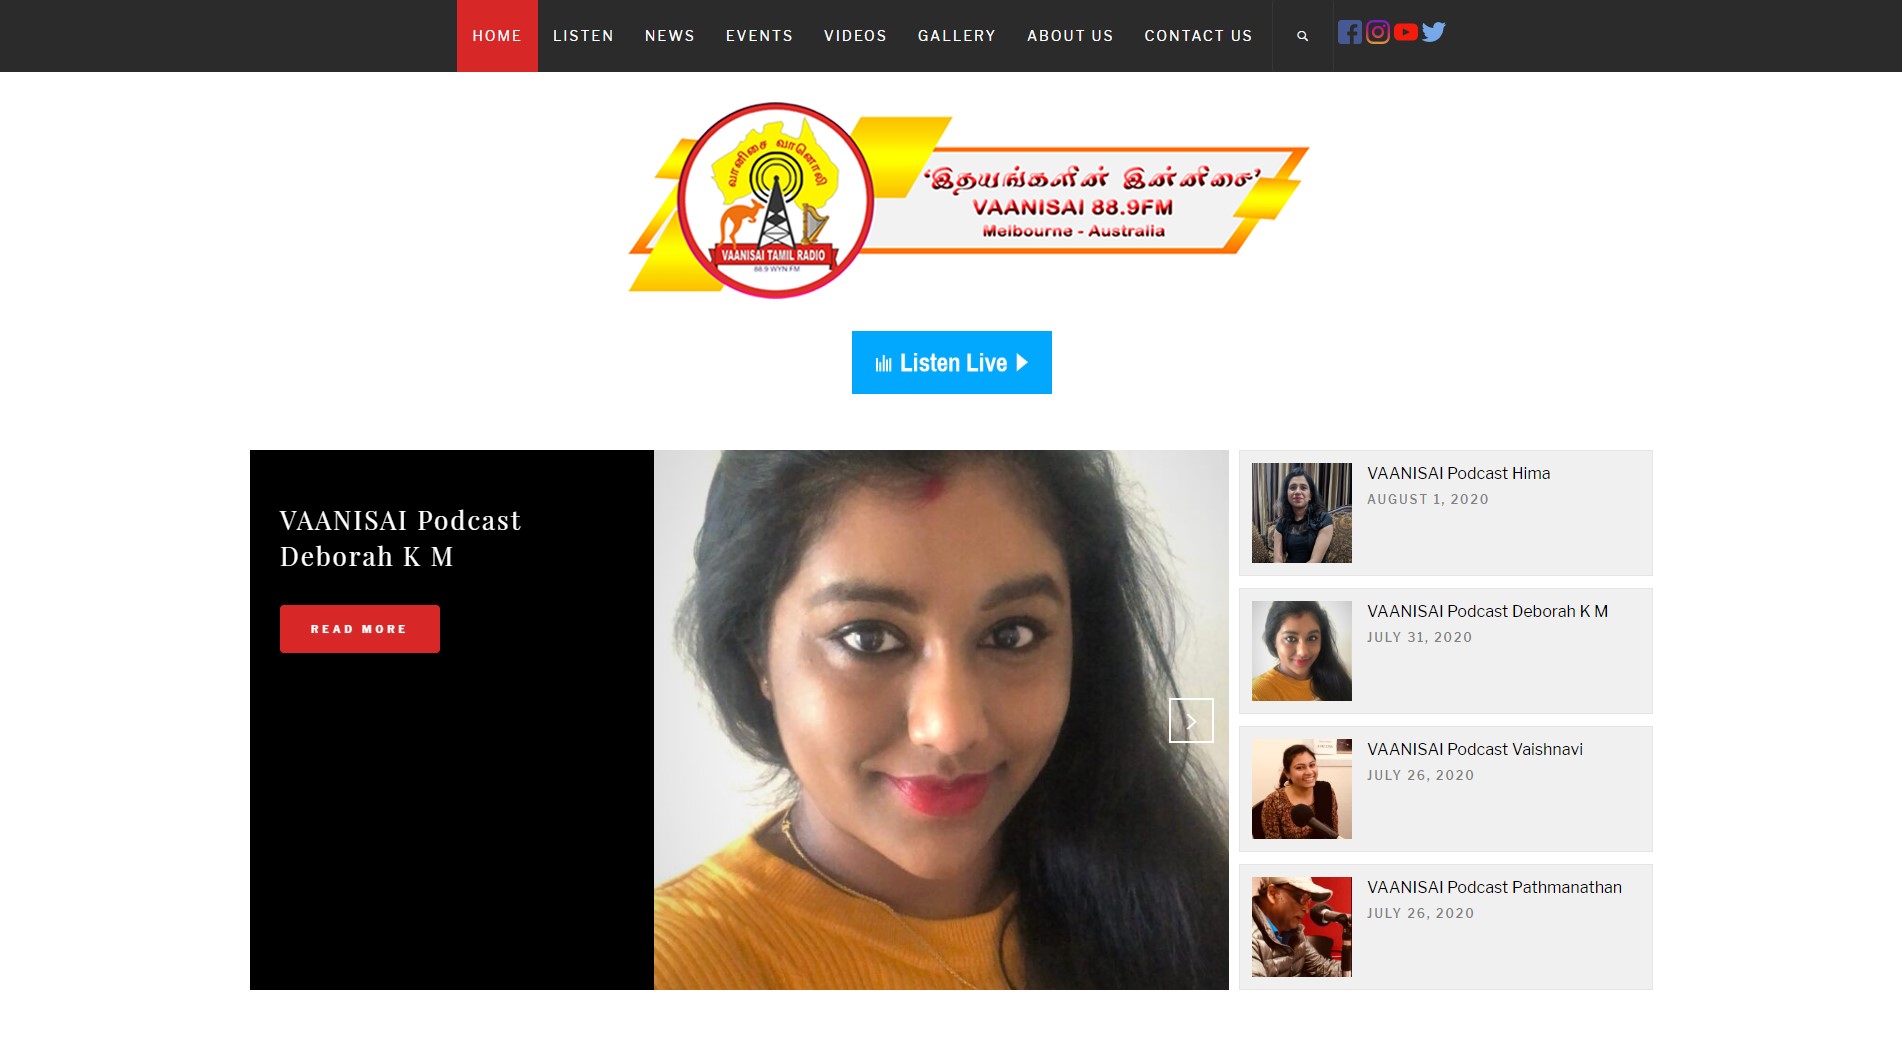 HOME LISTEN NEWS EVENTS VIDEOS GALLERY ABOUT US CONTACT US
வானிசை வானொலி
VAANISAI TAMIL RADIO
88.9 WYN FM
‘இதயங்களின் இன்னிசை’
VAANISAI 88.9FM
Melbourne - Australia
Listen Live
VAANISAI Podcast
Deborah K M
READ MORE
VAANISAI Podcast Hima
AUGUST 1, 2020
VAANISAI Podcast Deborah K M
JULY 31, 2020
VAANISAI Podcast Vaishnavi
JULY 26, 2020
VAANISAI Podcast Pathmanathan
JULY 26, 2020